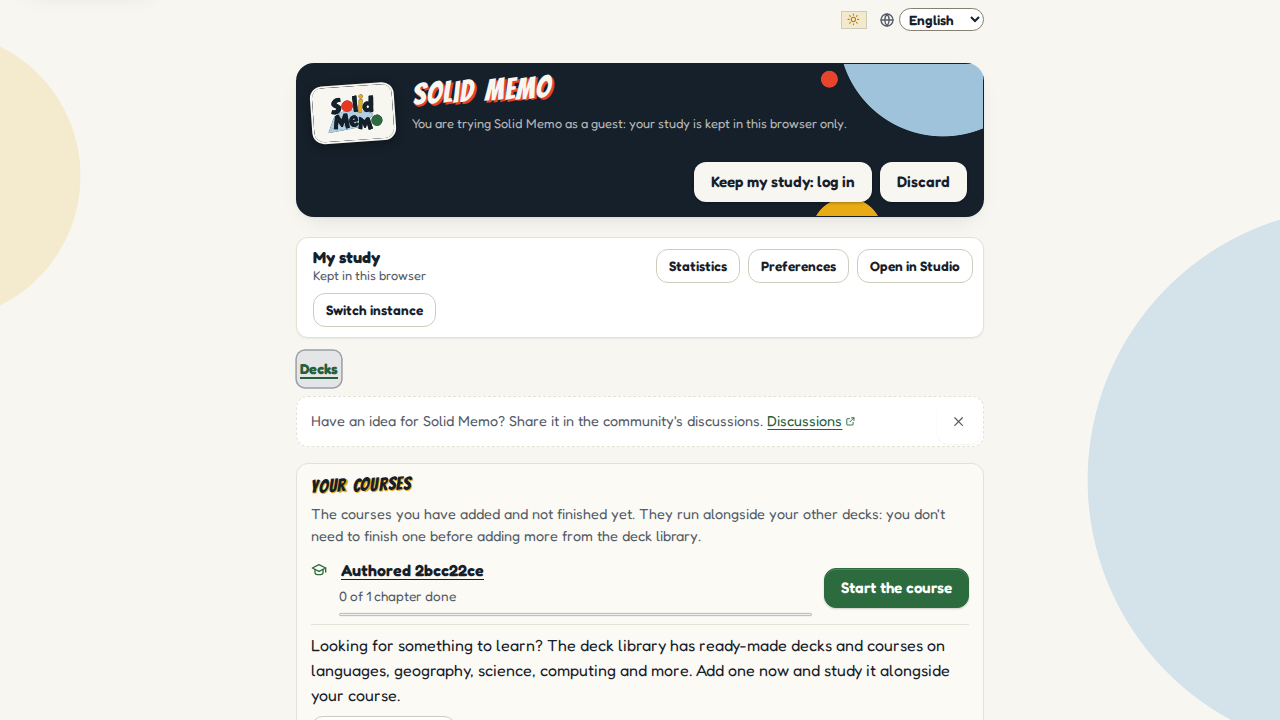 English
Solid Memo
SOLID MEMO
You are trying Solid Memo as a guest: your study is kept in this browser only.
Keep my study: log in
Discard
My study
Kept in this browser
Statistics
Preferences
Open in Studio
Switch instance
Decks
Have an idea for Solid Memo? Share it in the community's discussions. Discussions
YOUR COURSES
The courses you have added and not finished yet. They run alongside your other decks: you don't
need to finish one before adding more from the deck library.
Authored 2bcc22ce
0 of 1 chapter done
Start the course
Looking for something to learn? The deck library has ready-made decks and courses on
languages, geography, science, computing and more. Add one now and study it alongside
your course.